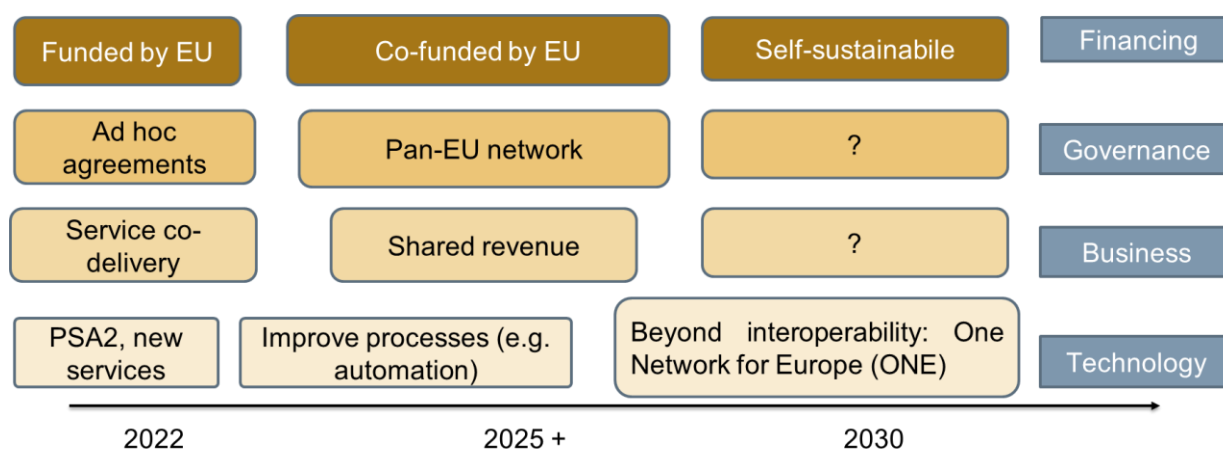 Funded by EU
Co-funded by EU
Self-sustainabile
Financing
Ad hoc
agreements
Pan-EU network
?
Governance
Service co-
delivery
Shared revenue
?
Business
PSA2, new
services
Improve processes (e.g.
automation)
Beyond interoperability: One
Network for Europe (ONE)
Technology
2022
2025 +
2030